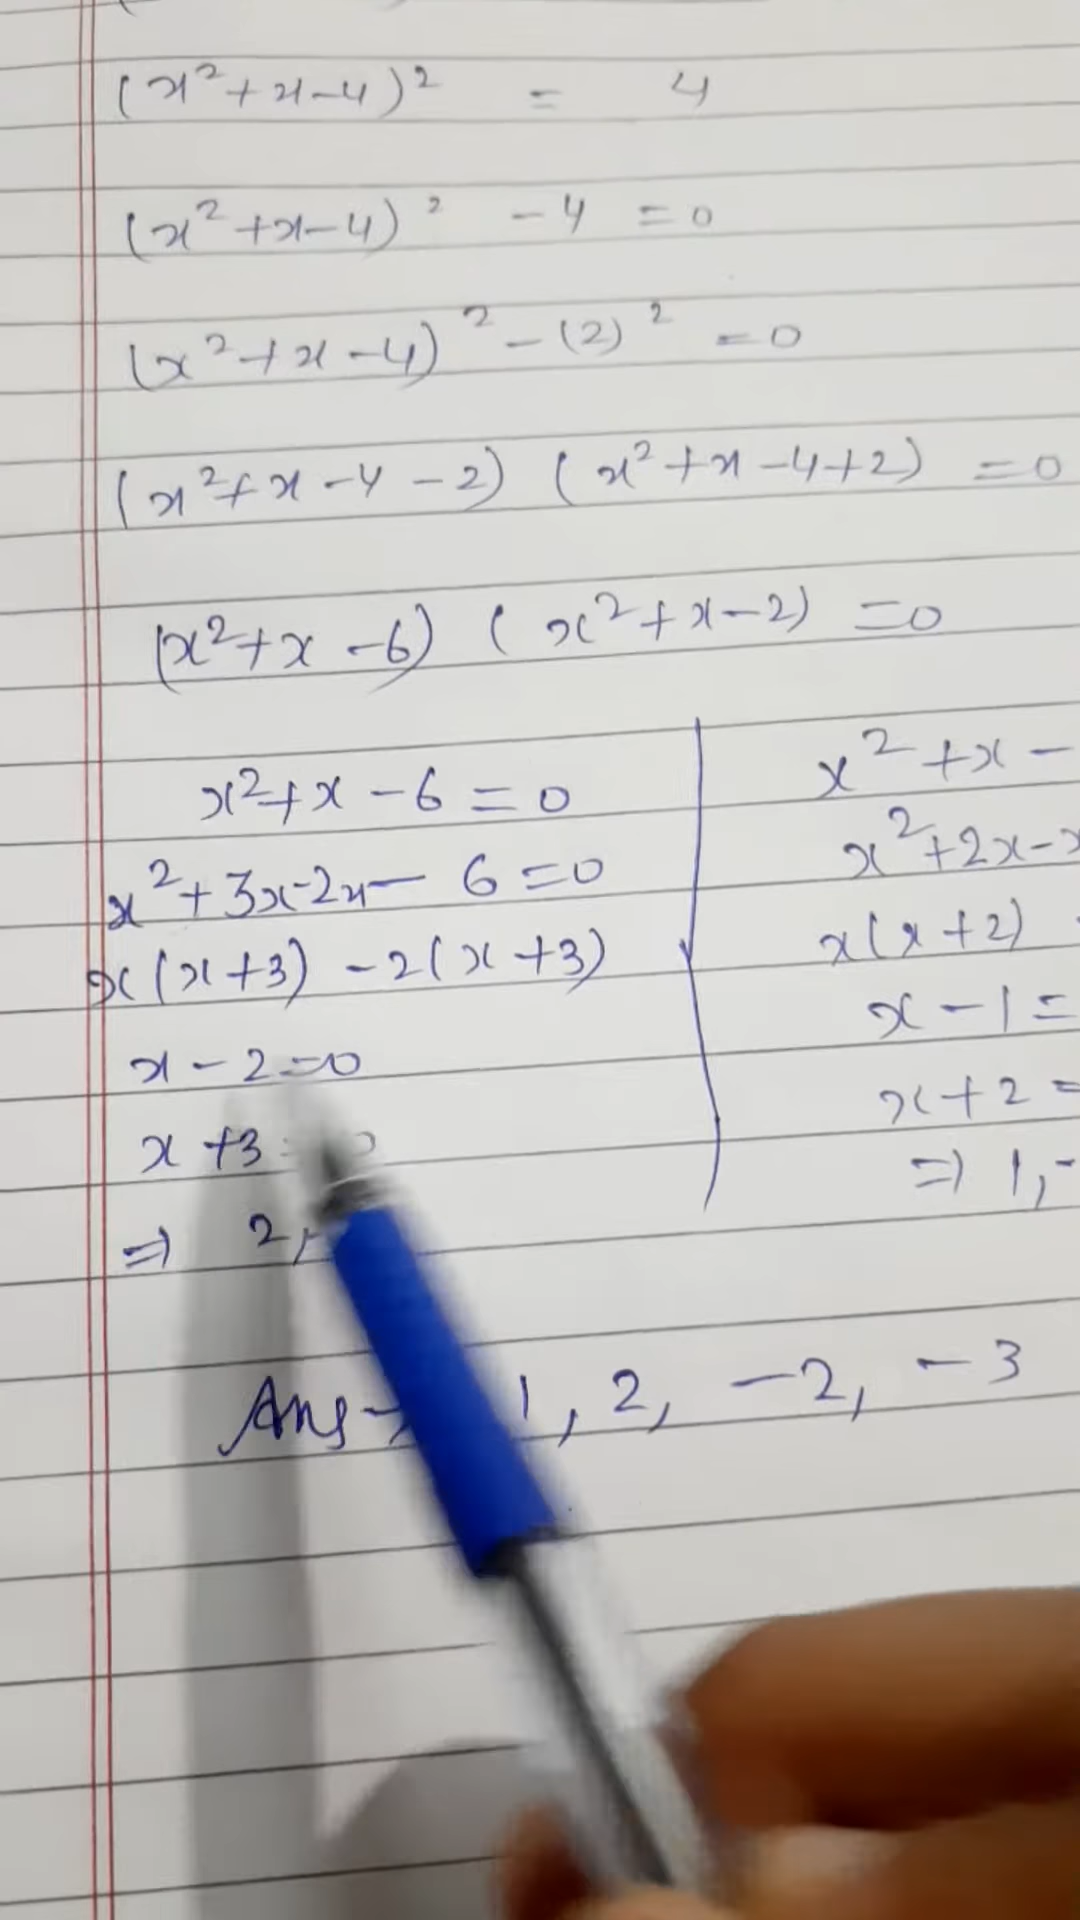 (x²+x-4)² = 4
(x²+x-4)² -4 =0
(x²+x-4)² -(2)² =0
(x²+x-4-2) (x²+x-4+2) =0
(x²+x-6) (x²+x-2) =0
x²+x-6=0
x²+3x-2x- 6=0
x(x+3) -2(x+3)
x-2=0
x+3=0
=> 2,
x²+x-
x²+2x-x
x(x+2)
x-1=
x+2=
=> 1,-
Ans→ 1, 2, -2, -3